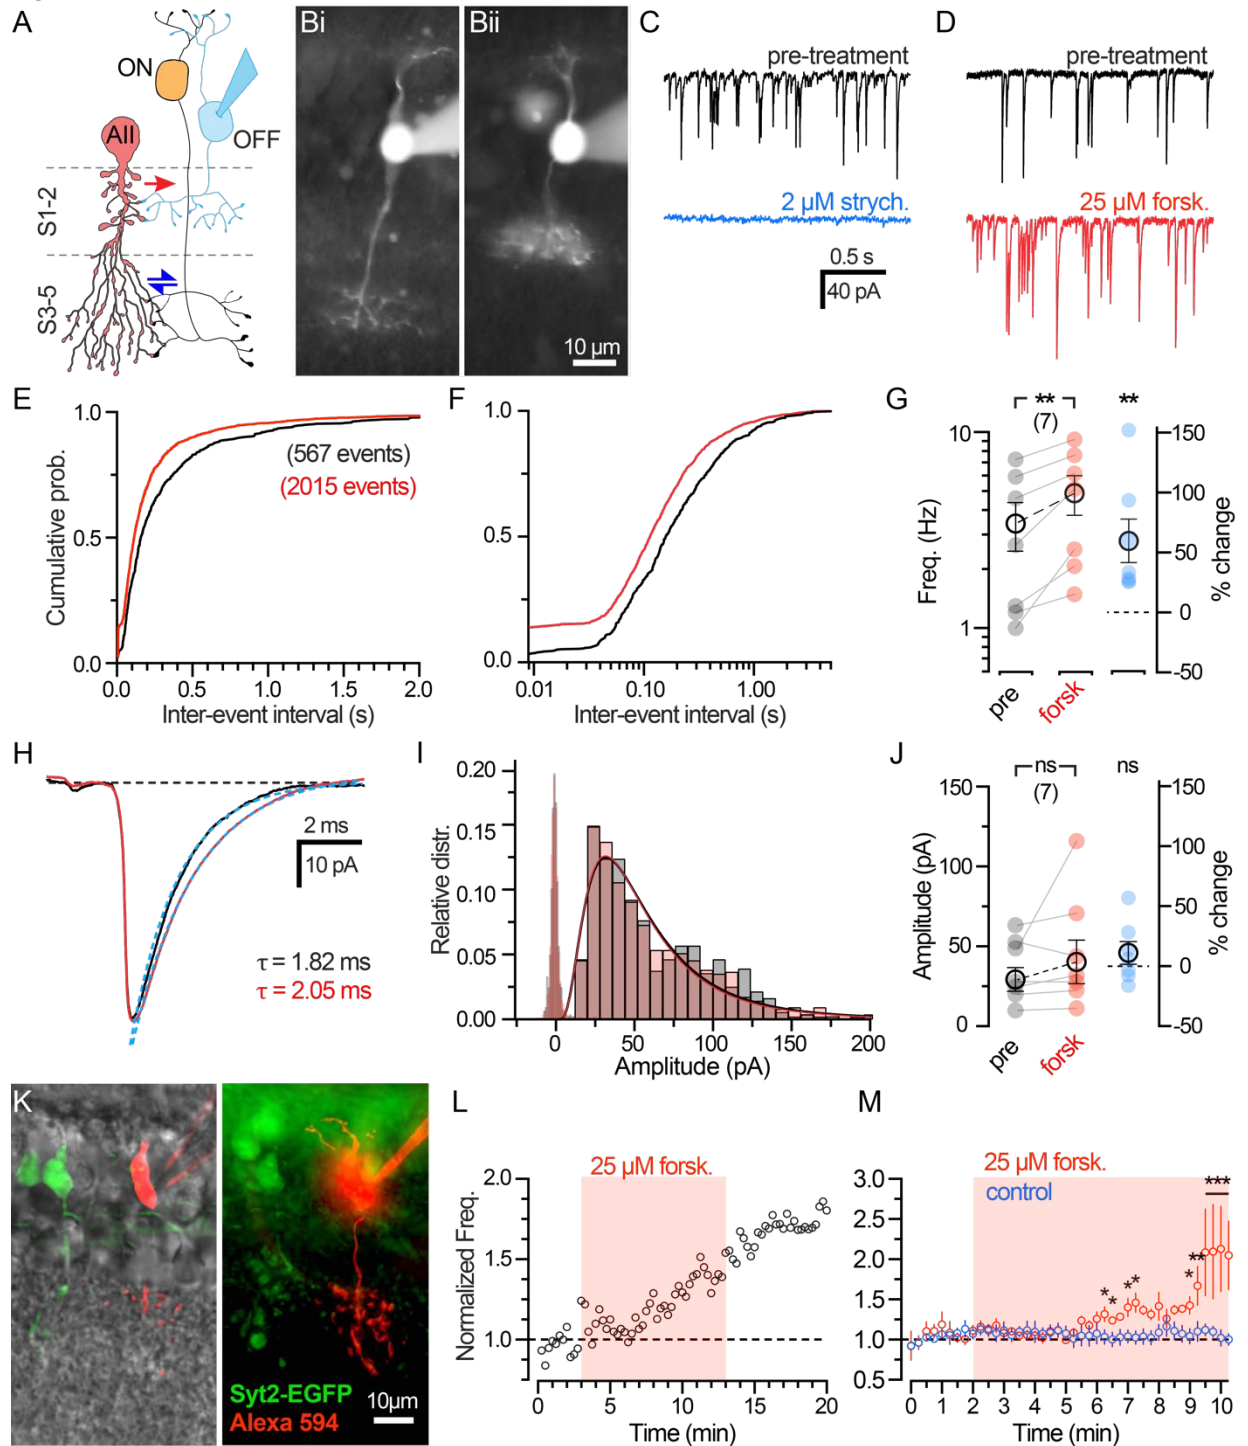 A
ON
AII
OFF
S1-2
S3-5
Bi
Bii
10 µm
C
pre-treatment
2 µM strych.
0.5 s
40 pA
D
pre-treatment
25 µM forsk.
E
Cumulative prob.
1.0
0.5
0.0
(567 events)
(2015 events)
0.0 0.5 1.0 1.5 2.0
Inter-event interval (s)
F
1.0
0.5
0.0
0.01 0.10 1.00
Inter-event interval (s)
G
** **
(7)
Freq. (Hz)
10
1
pre forsk
150
100
50
0
-50
% change
H
2 ms
10 pA
τ = 1.82 ms
τ = 2.05 ms
I
Relative distr.
0.20
0.15
0.10
0.05
0.00
0 50 100 150 200
Amplitude (pA)
J
ns ns
(7)
Amplitude (pA)
150
100
50
0
pre forsk
150
100
50
0
-50
% change
K
Syt2-EGFP
Alexa 594
10µm
L
25 µM forsk.
Normalized Freq.
2.0
1.5
1.0
0 5 10 15 20
Time (min)
M
25 µM forsk.
control
3.0
2.5
2.0
1.5
1.0
0.5
* * * * * ** ***
0 1 2 3 4 5 6 7 8 9 10
Time (min)